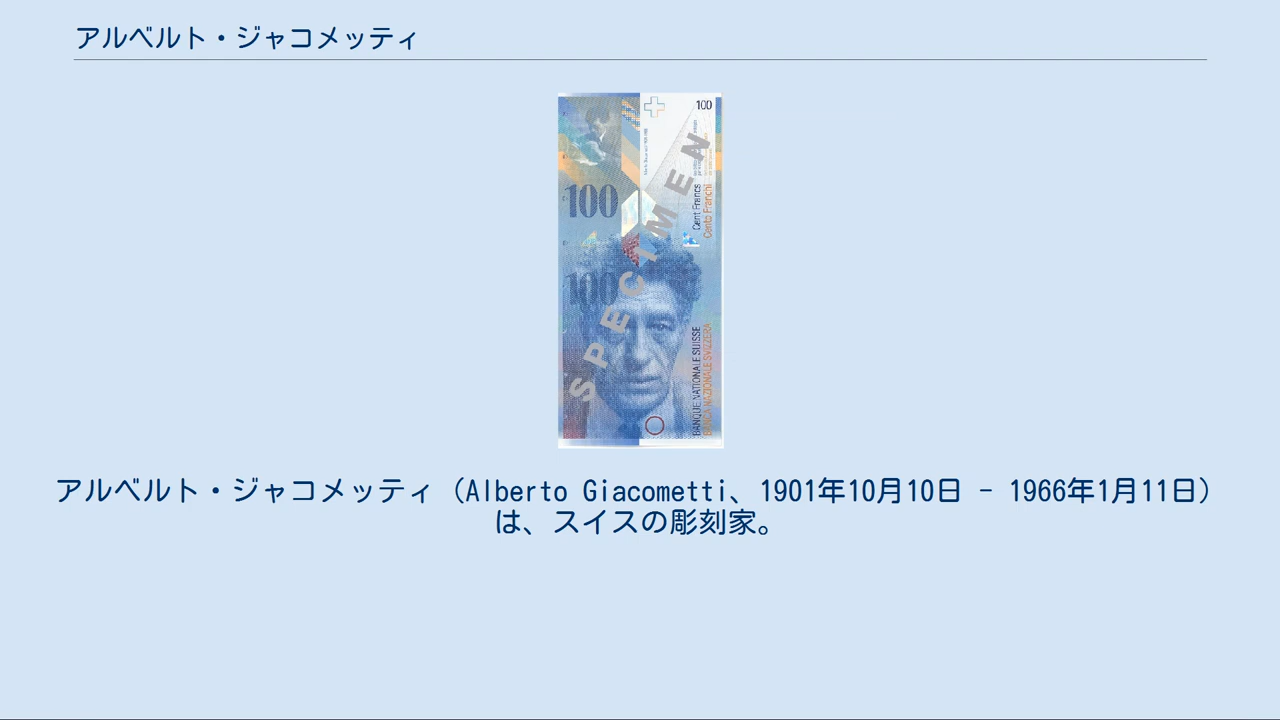 アルベルト・ジャコメッティ
100
100
100
SPECIMEN
Cent Francs
Cento Franchi
BANQUE NATIONALE SUISSE
BANCA NAZIONALE SVIZZERA
アルベルト・ジャコメッティ（Alberto Giacometti、1901年10月10日 - 1966年1月11日）
は、スイスの彫刻家。